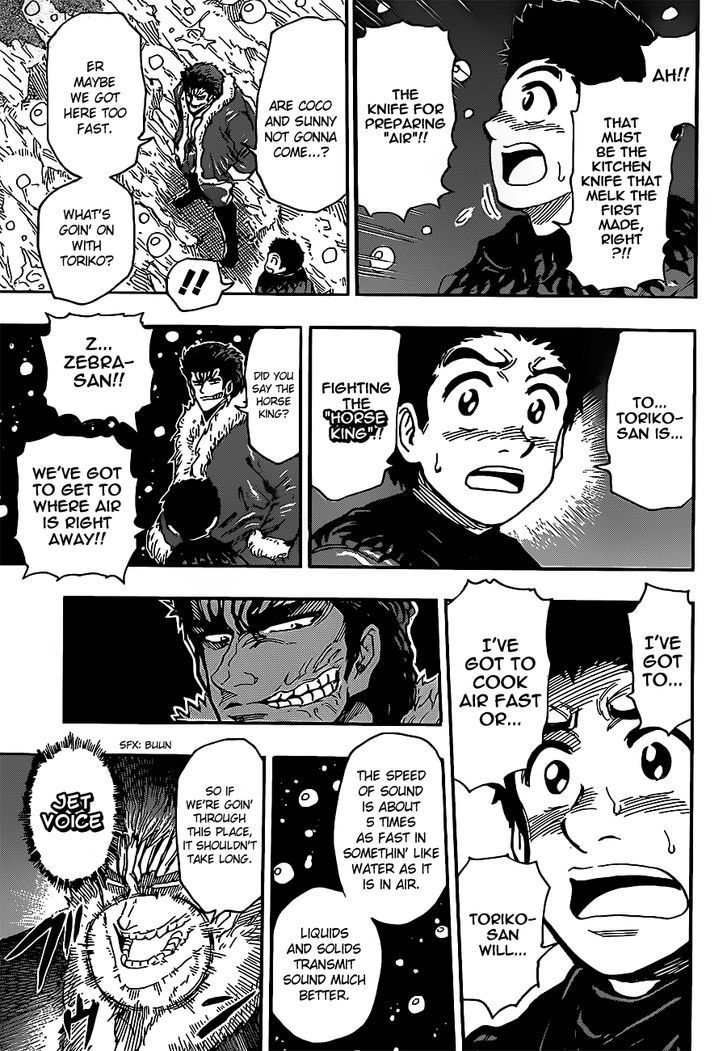 AH!!
THAT
MUST
BE THE
KITCHEN
KNIFE THAT
MELK THE
FIRST
MADE,
RIGHT
?!!
THE
KNIFE FOR
PREPARING
"AIR"!!
ARE COCO
AND SUNNY
NOT GONNA
COME...?
ER
MAYBE
WE GOT
HERE TOO
FAST.
WHAT'S
GOIN' ON
WITH
TORIKO?
!!
TO...
TORIKO-
SAN IS...
FIGHTING
THE
"HORSE
KING"!!
DID YOU
SAY THE
HORSE
KING?
Z...
ZEBRA-
SAN!!
WE'VE GOT
TO GET TO
WHERE AIR
IS RIGHT
AWAY!!
I'VE
GOT
TO...
I'VE
GOT TO
COOK
AIR FAST
OR...
TORIKO-
SAN
WILL...
THE SPEED
OF SOUND
IS ABOUT
5 TIMES
AS FAST IN
SOMETHIN' LIKE
WATER AS IT
IS IN AIR.
LIQUIDS
AND SOLIDS
TRANSMIT
SOUND MUCH
BETTER.
SFX: BUUN
SO IF
WE'RE GOIN'
THROUGH
THIS PLACE,
IT SHOULDN'T
TAKE LONG.
JET
VOICE